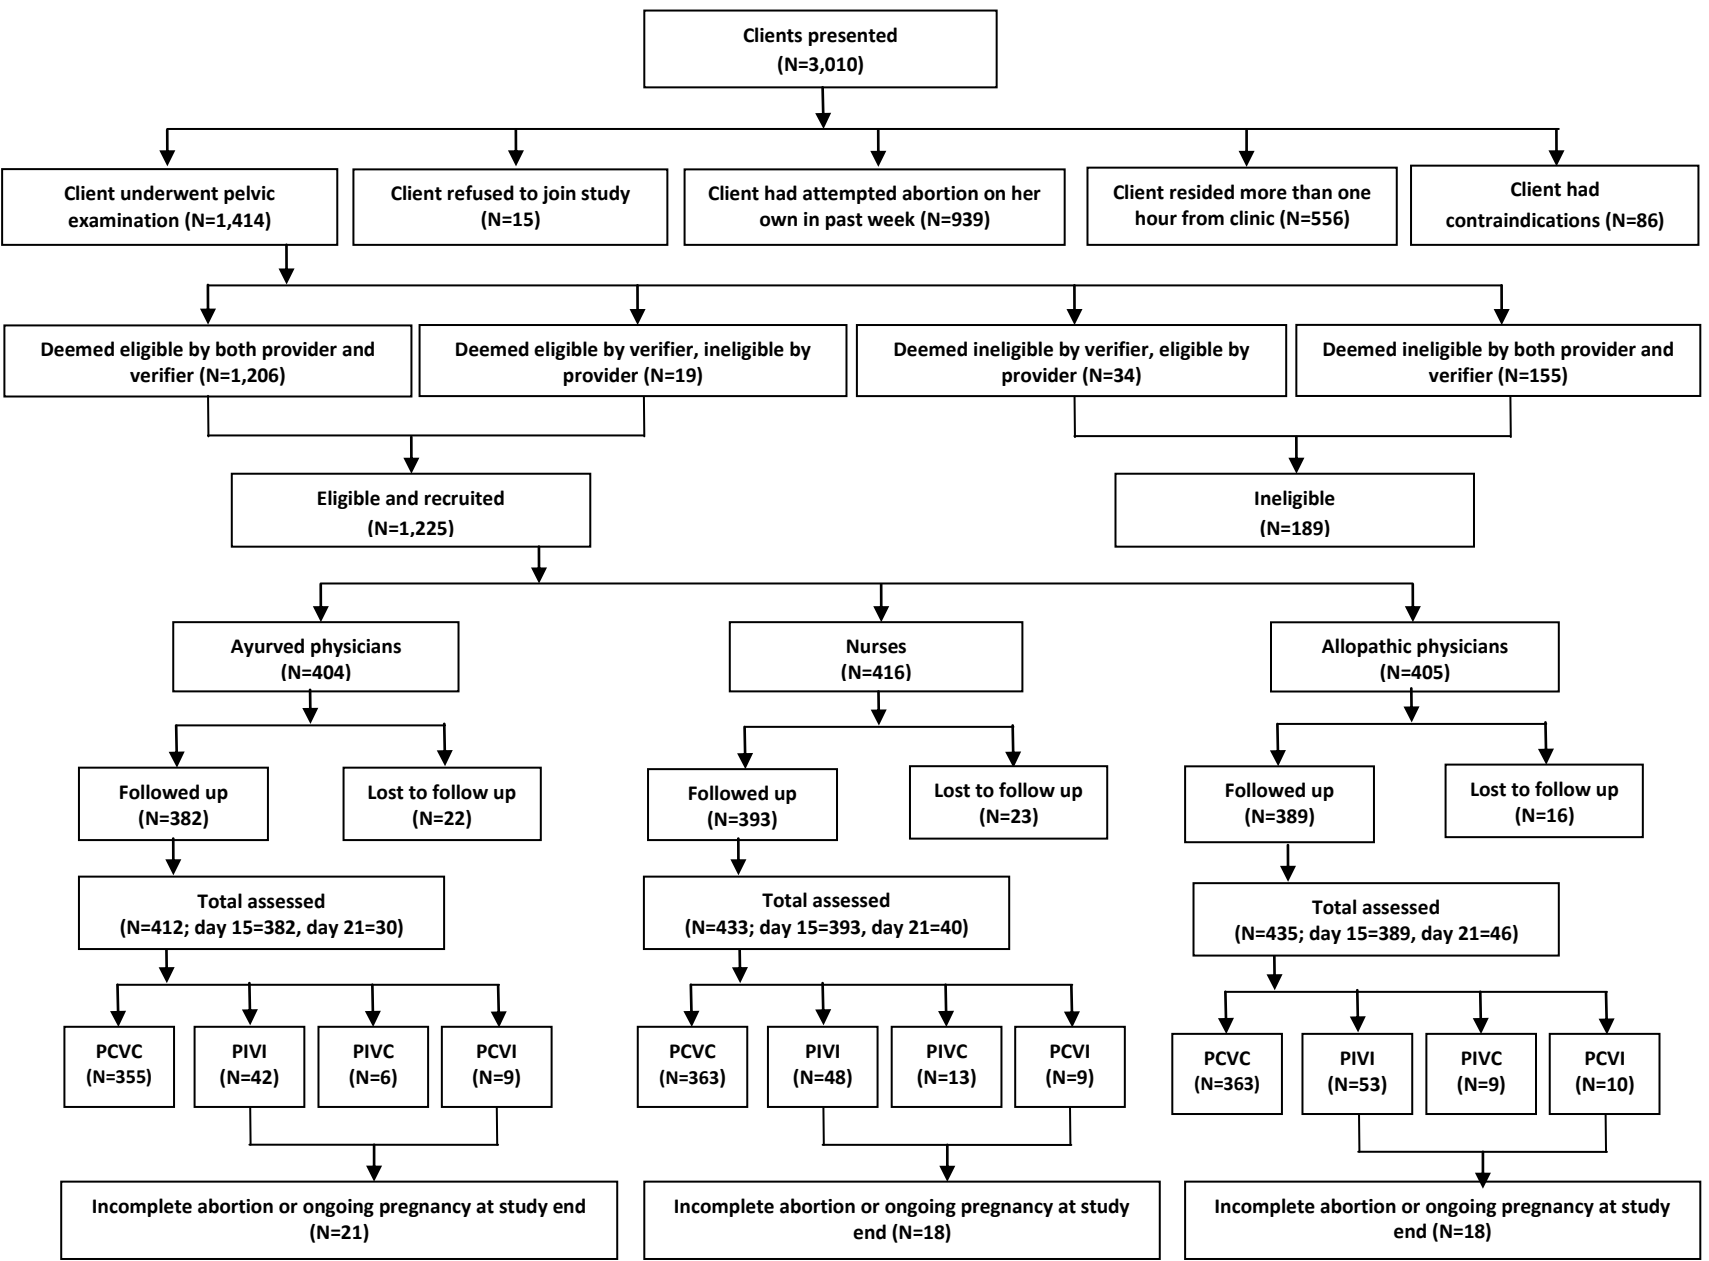 Clients presented
(N=3,010)
Client underwent pelvic
examination (N=1,414)
Client refused to join study
(N=15)
Client had attempted abortion on her
own in past week (N=939)
Client resided more than one
hour from clinic (N=556)
Client had
contraindications (N=86)
Deemed eligible by both provider and
verifier (N=1,206)
Deemed eligible by verifier, ineligible by
provider (N=19)
Deemed ineligible by verifier, eligible by
provider (N=34)
Deemed ineligible by both provider and
verifier (N=155)
Eligible and recruited
(N=1,225)
Ineligible
(N=189)
Ayurved physicians
(N=404)
Nurses
(N=416)
Allopathic physicians
(N=405)
Followed up
(N=382)
Lost to follow up
(N=22)
Followed up
(N=393)
Lost to follow up
(N=23)
Followed up
(N=389)
Lost to follow up
(N=16)
Total assessed
(N=412; day 15=382, day 21=30)
Total assessed
(N=433; day 15=393, day 21=40)
Total assessed
(N=435; day 15=389, day 21=46)
PCVC
(N=355)
PIVI
(N=42)
PIVC
(N=6)
PCVI
(N=9)
PCVC
(N=363)
PIVI
(N=48)
PIVC
(N=13)
PCVI
(N=9)
PCVC
(N=363)
PIVI
(N=53)
PIVC
(N=9)
PCVI
(N=10)
Incomplete abortion or ongoing pregnancy at study end
(N=21)
Incomplete abortion or ongoing pregnancy at study
end (N=18)
Incomplete abortion or ongoing pregnancy at study
end (N=18)